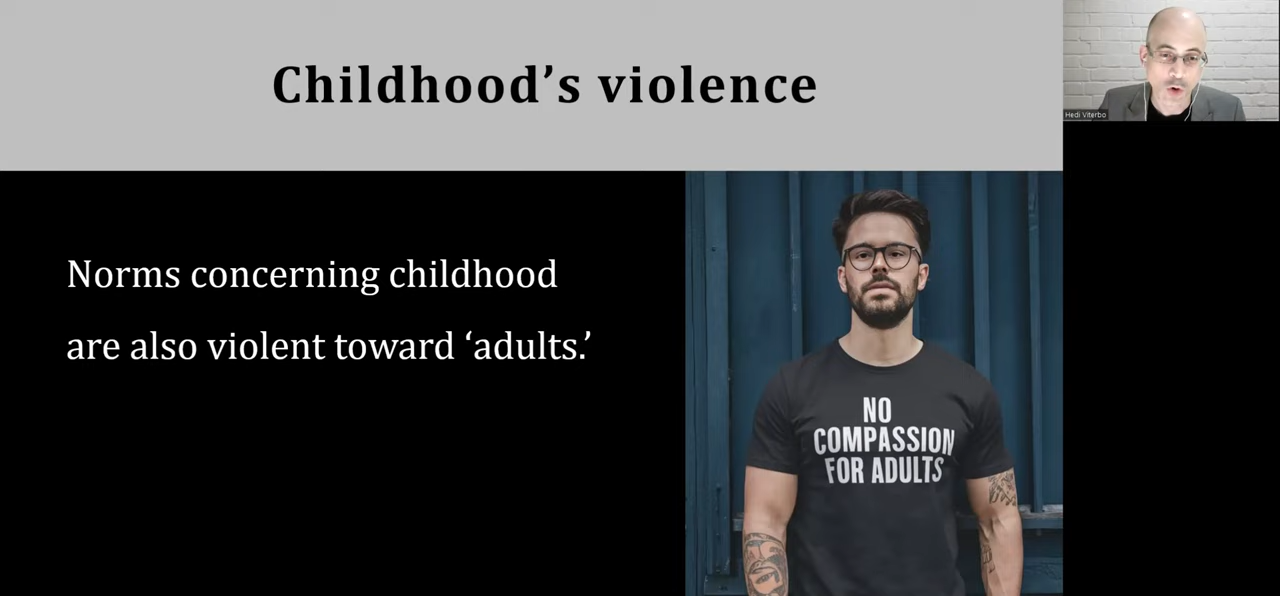 Childhood’s violence
Hedi Viterbo
Norms concerning childhood
are also violent toward ‘adults.’
NO
COMPASSION
FOR ADULTS